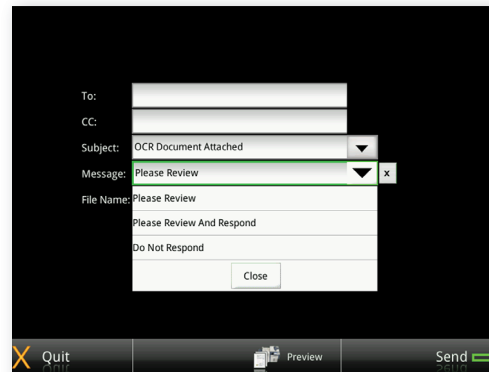 To:
CC:
Subject: OCR Document Attached
Message: Please Review x
File Name: Please Review
Please Review And Respond
Do Not Respond
Close
X Quit Preview Send